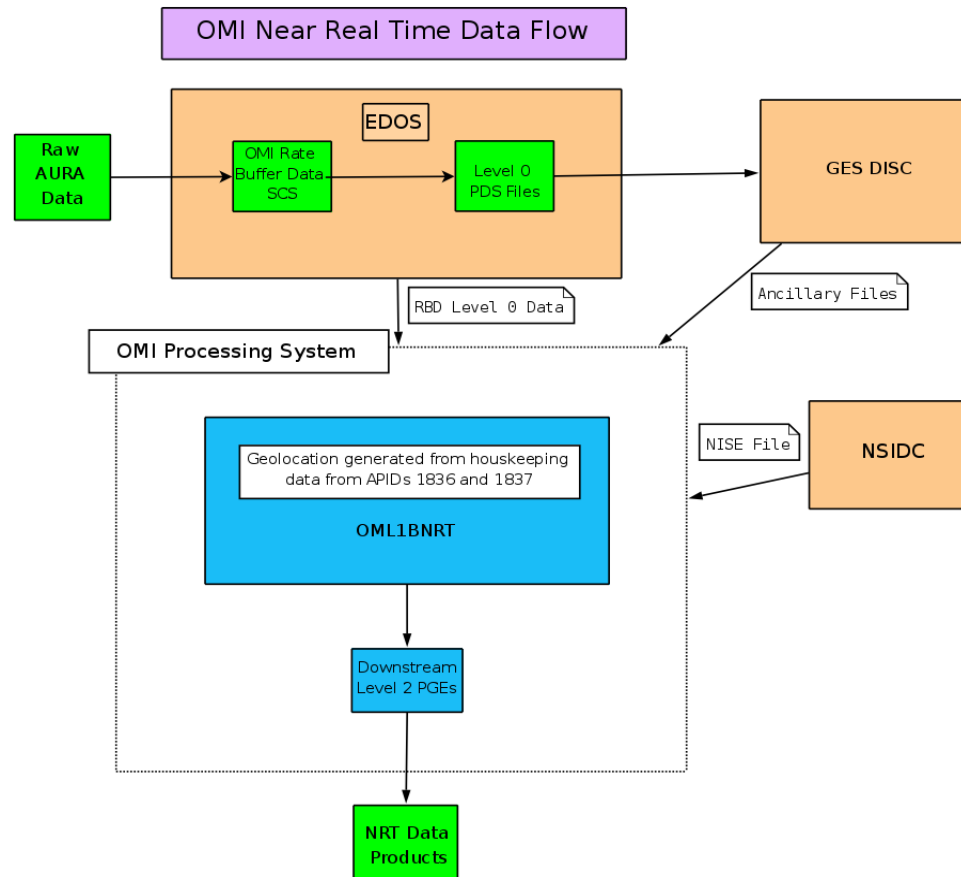 OMI Near Real Time Data Flow
EDOS
Raw
AURA
Data
OMI Rate
Buffer Data
SCS
Level 0
PDS Files
GES DISC
RBD Level 0 Data
Ancillary Files
OMI Processing System
NISE File
NSIDC
Geolocation generated from houskeeping
data from APIDs 1836 and 1837
OML1BNRT
Downstream
Level 2 PGEs
NRT Data
Products